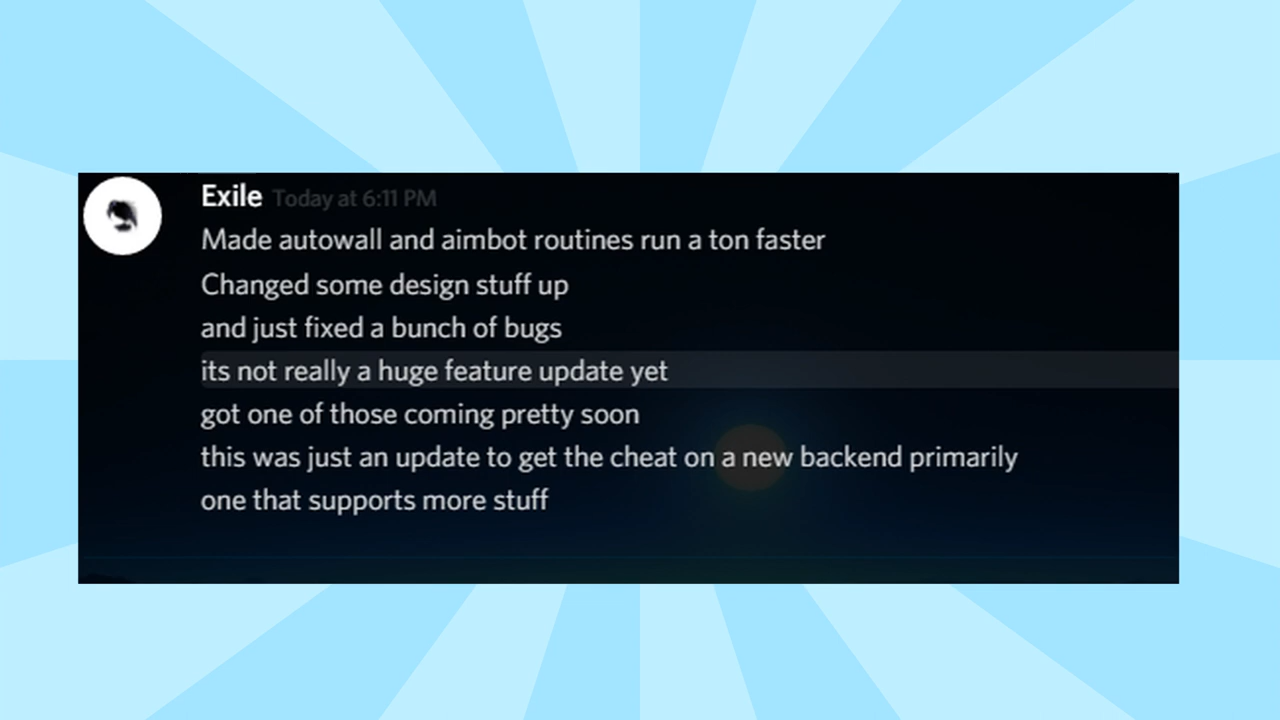 Exile Today at 6:11 PM
Made autowall and aimbot routines run a ton faster
Changed some design stuff up
and just fixed a bunch of bugs
its not really a huge feature update yet
got one of those coming pretty soon
this was just an update to get the cheat on a new backend primarily
one that supports more stuff